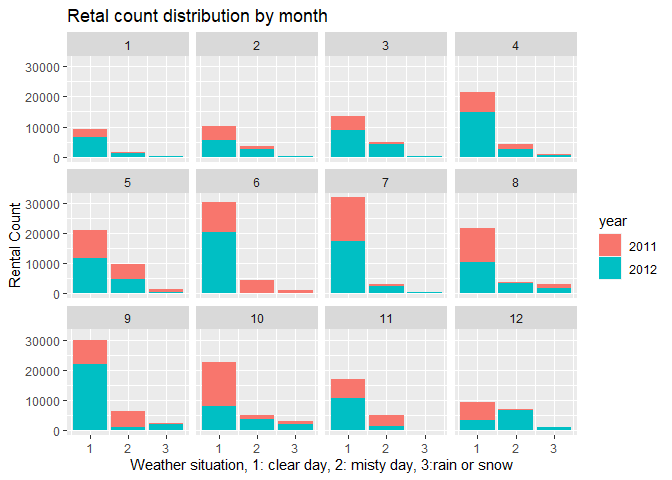 Retal count distribution by month
1 2 3 4
30000
20000
10000
0
5 6 7 8
30000
20000
10000
0
9 10 11 12
30000
20000
10000
0
1 2 3 1 2 3 1 2 3 1 2 3
Weather situation, 1: clear day, 2: misty day, 3:rain or snow
Rental Count
year
2011
2012